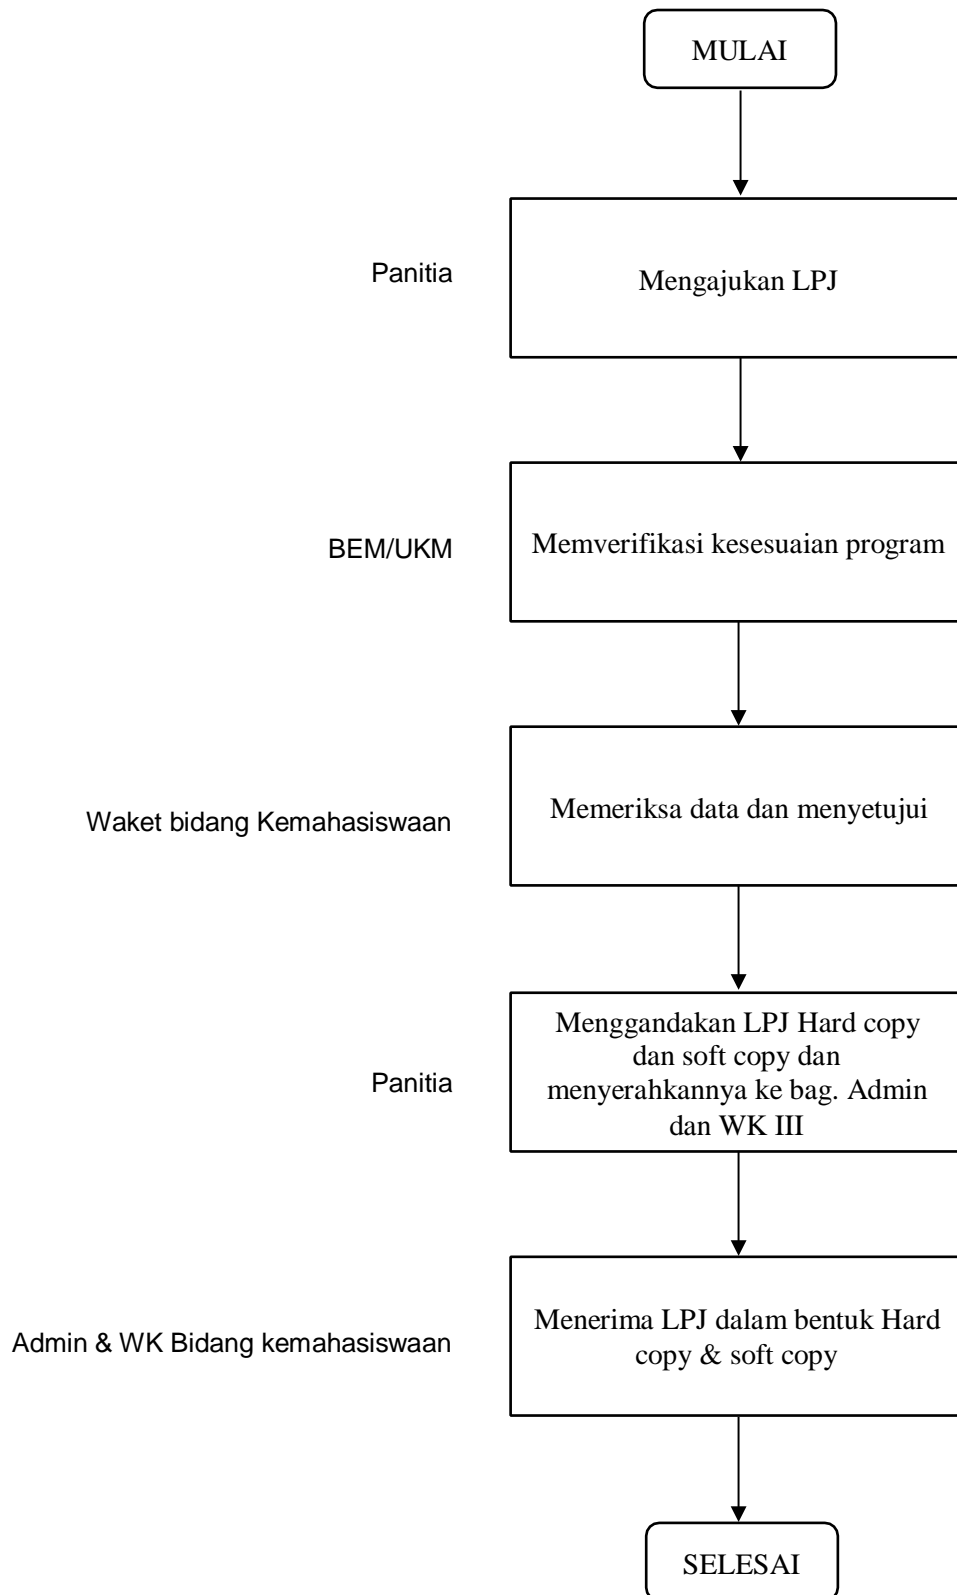 MULAI
Panitia
Mengajukan LPJ
BEM/UKM
Memverifikasi kesesuaian program
Waket bidang Kemahasiswaan
Memeriksa data dan menyetujui
Panitia
Menggandakan LPJ Hard copy
dan soft copy dan
menyerahkannya ke bag. Admin
dan WK III
Admin & WK Bidang kemahasiswaan
Menerima LPJ dalam bentuk Hard
copy & soft copy
SELESAI